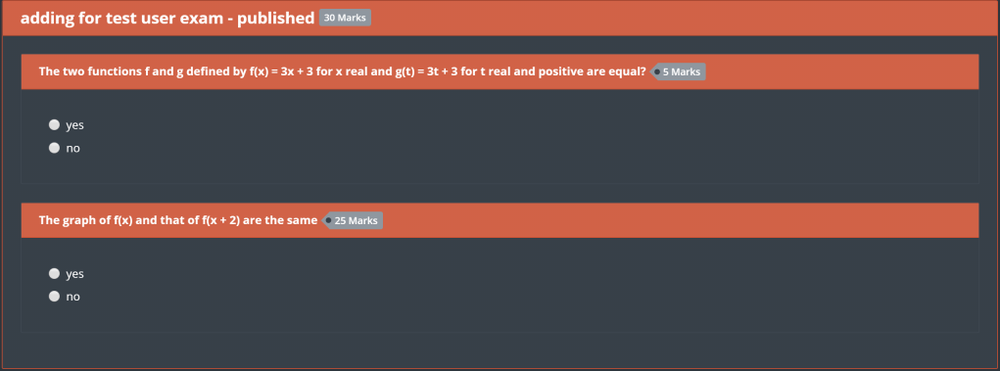 adding for test user exam - published 30 Marks
The two functions f and g defined by f(x) = 3x + 3 for x real and g(t) = 3t + 3 for t real and positive are equal? 5 Marks
yes
no
The graph of f(x) and that of f(x + 2) are the same 25 Marks
yes
no